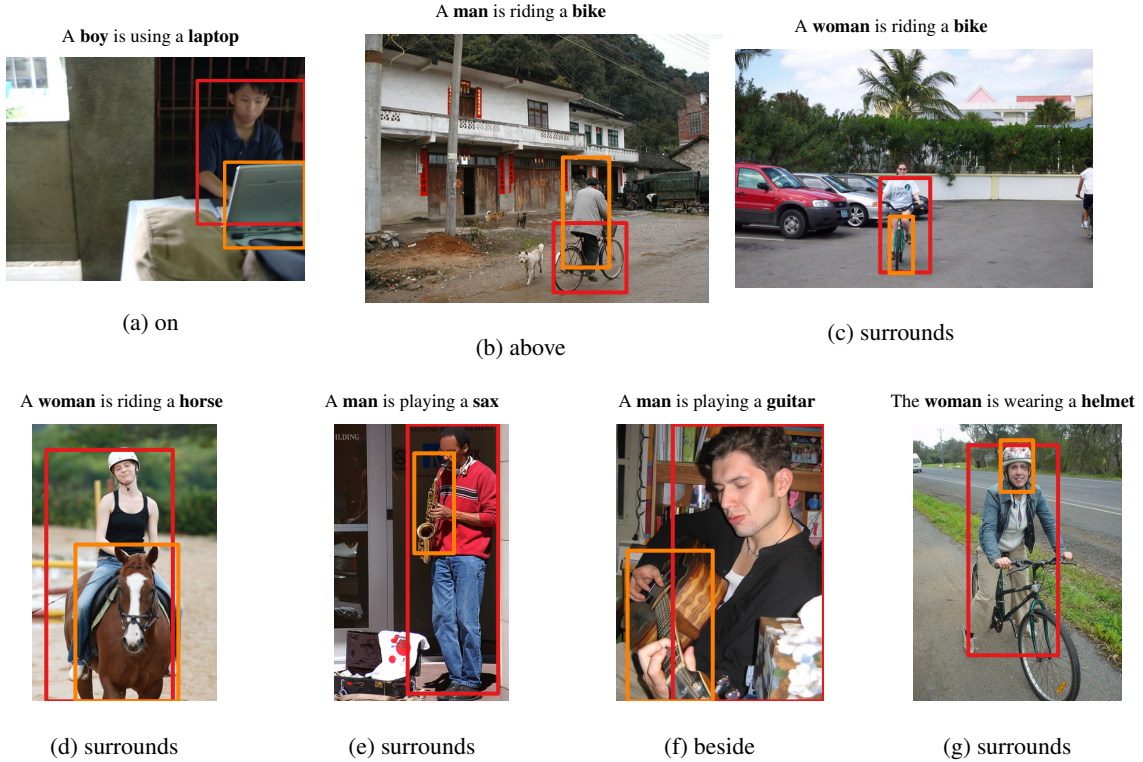 A boy is using a laptop
(a) on
A man is riding a bike
(b) above
A woman is riding a bike
(c) surrounds
A woman is riding a horse
(d) surrounds
A man is playing a sax
ILDING
(e) surrounds
A man is playing a guitar
(f) beside
The woman is wearing a helmet
(g) surrounds